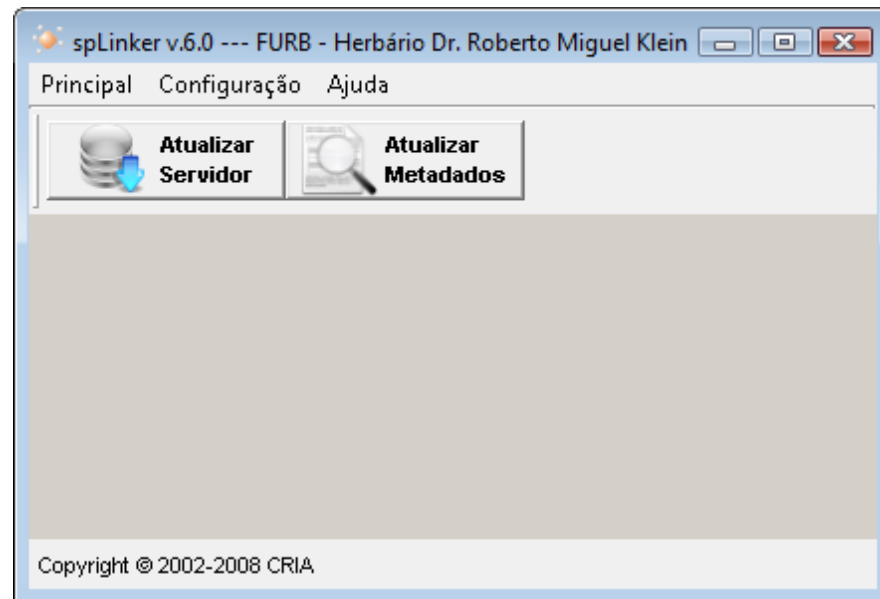 spLinker v.6.0 --- FURB - Herbário Dr. Roberto Miguel Klein
Principal Configuração Ajuda
Atualizar
Servidor
Atualizar
Metadados
Copyright © 2002-2008 CRIA